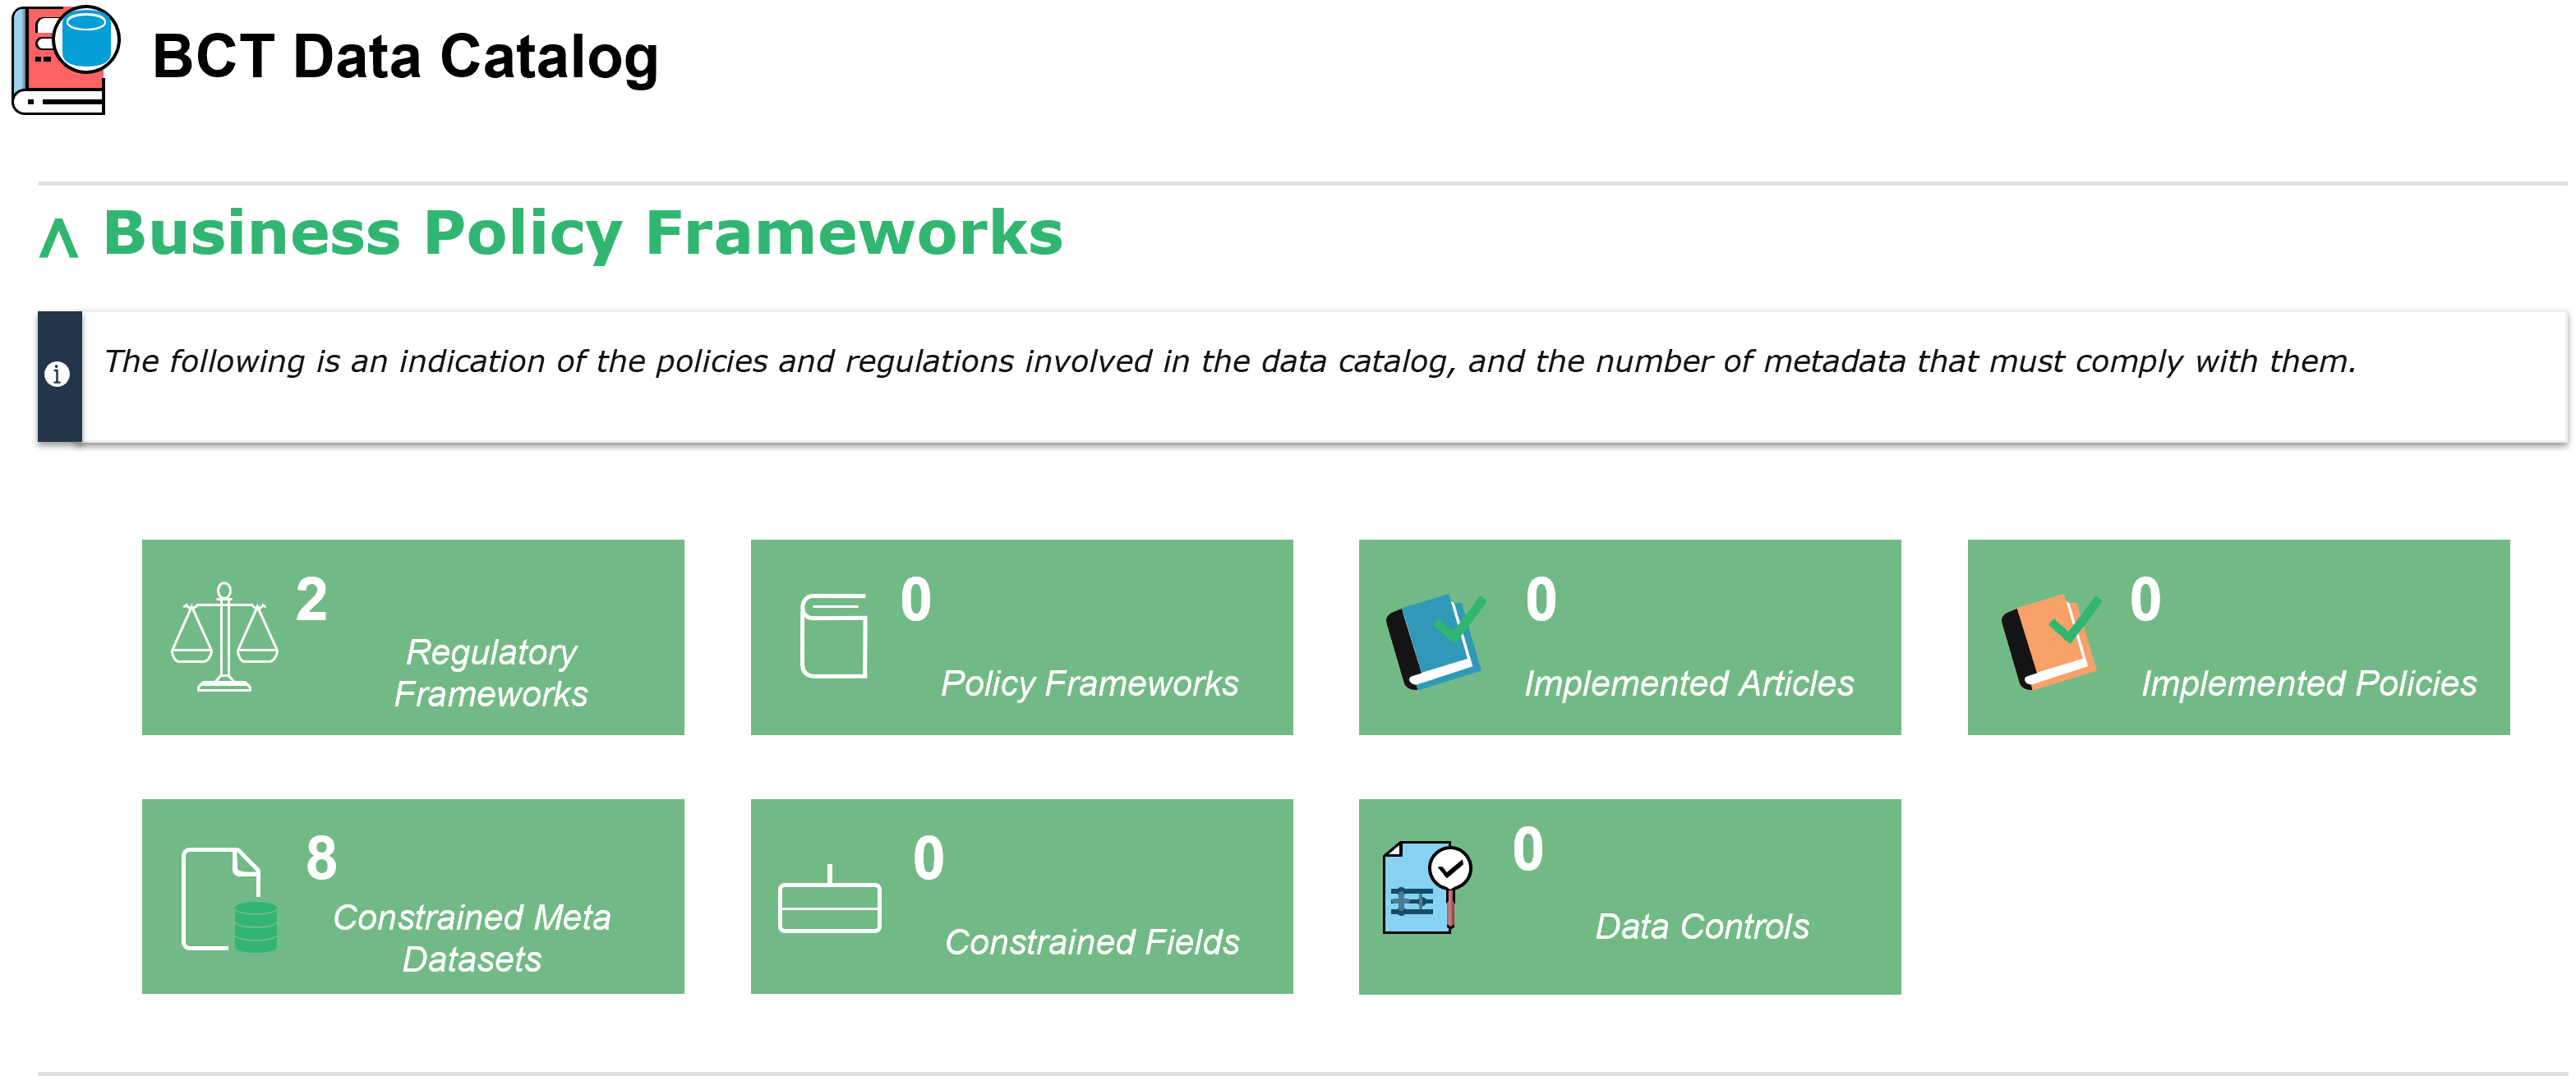 BCT Data Catalog
Business Policy Frameworks
The following is an indication of the policies and regulations involved in the data catalog, and the number of metadata that must comply with them.
2
Regulatory
Frameworks
0
Policy Frameworks
0
Implemented Articles
0
Implemented Policies
8
Constrained Meta
Datasets
0
Constrained Fields
0
Data Controls